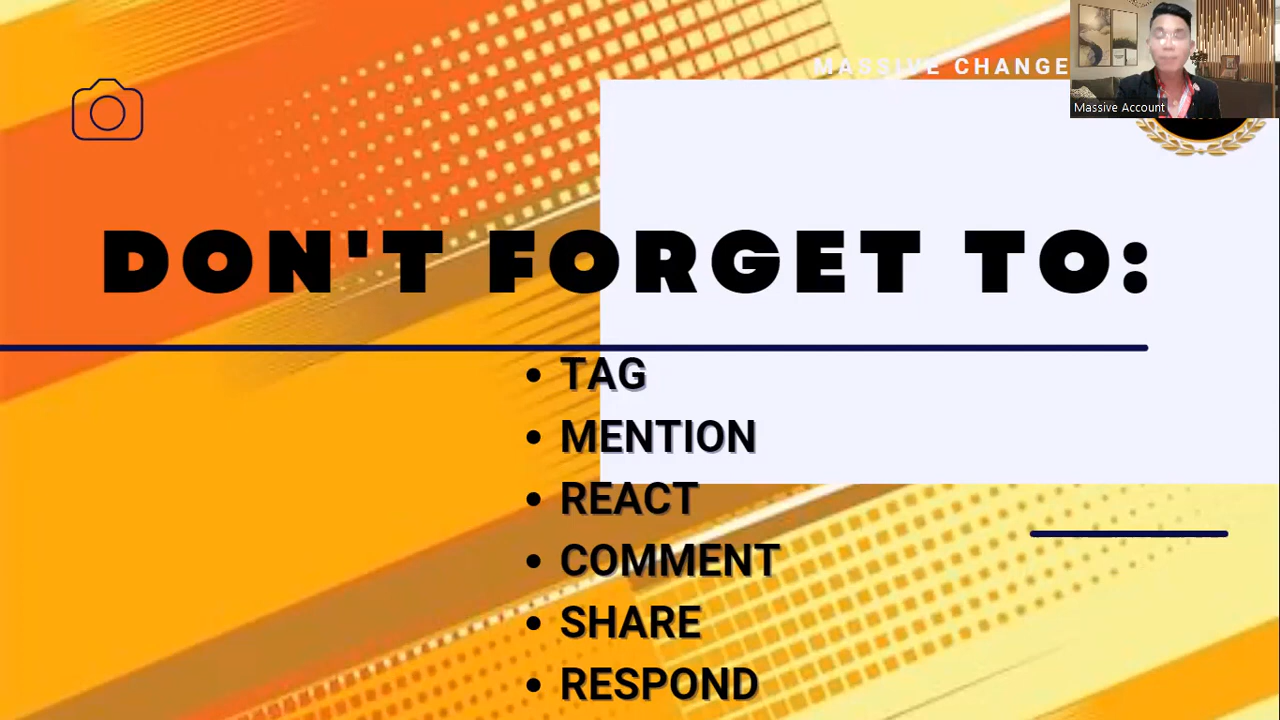 MASSIVE CHANGE
Massive Account
DON'T FORGET TO:
• TAG
• MENTION
• REACT
• COMMENT
• SHARE
• RESPOND